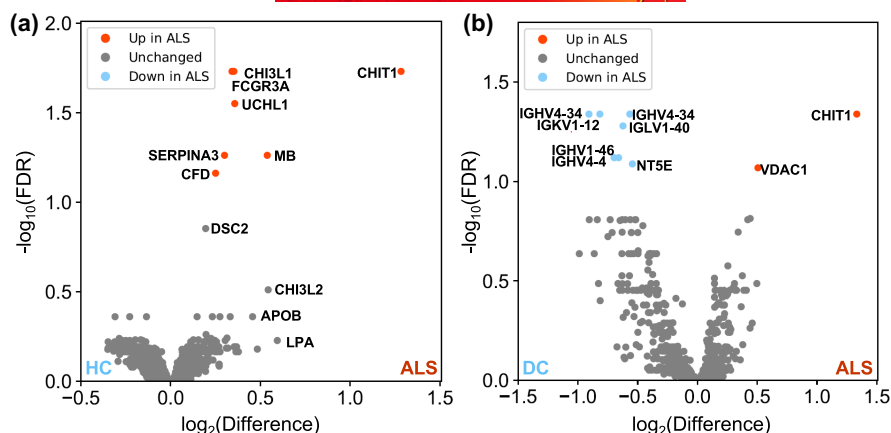 (a)
2.0
1.5
1.0
0.5
0.0
-log10(FDR)
Up in ALS
Unchanged
Down in ALS
CHI3L1
FCGR3A
UCHL1
CHIT1
SERPINA3
MB
CFD
DSC2
CHI3L2
APOB
LPA
HC
ALS
−0.5
0.0
0.5
1.0
1.5
log2(Difference)
(b)
1.5
1.0
0.5
0.0
-log10(FDR)
Up in ALS
Unchanged
Down in ALS
IGHV4-34
IGHV4-34
CHIT1
IGKV1-12
IGLV1-40
IGHV1-46
IGHV4-4
NT5E
VDAC1
DC
ALS
−1.5
−1.0
−0.5
0.0
0.5
1.0
1.5
log2(Difference)